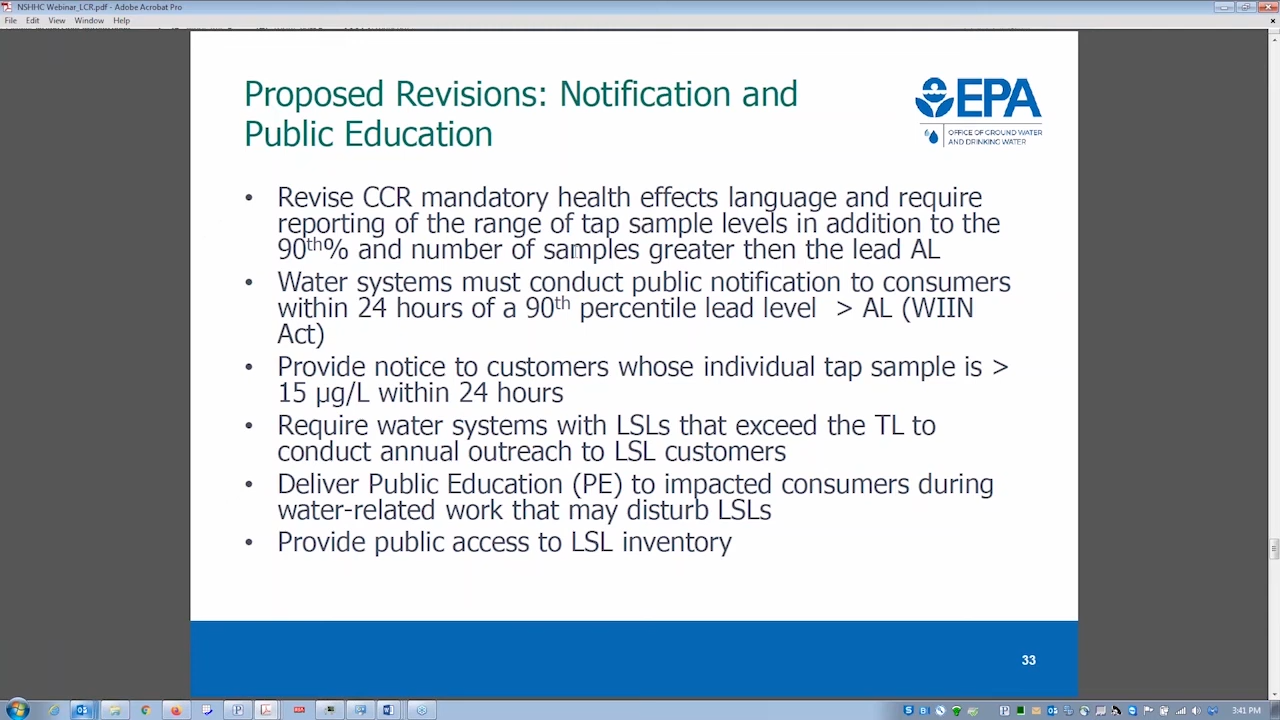 NSHHC Webinar_LCR.pdf - Adobe Acrobat Pro
File Edit View Window Help
Proposed Revisions: Notification and
Public Education
EPA
OFFICE OF GROUND WATER
AND DRINKING WATER
• Revise CCR mandatory health effects language and require
reporting of the range of tap sample levels in addition to the
90th% and number of samples greater then the lead AL
• Water systems must conduct public notification to consumers
within 24 hours of a 90th percentile lead level > AL (WIIN
Act)
• Provide notice to customers whose individual tap sample is >
15 µg/L within 24 hours
• Require water systems with LSLs that exceed the TL to
conduct annual outreach to LSL customers
• Deliver Public Education (PE) to impacted consumers during
water-related work that may disturb LSLs
• Provide public access to LSL inventory
33
3:41 PM